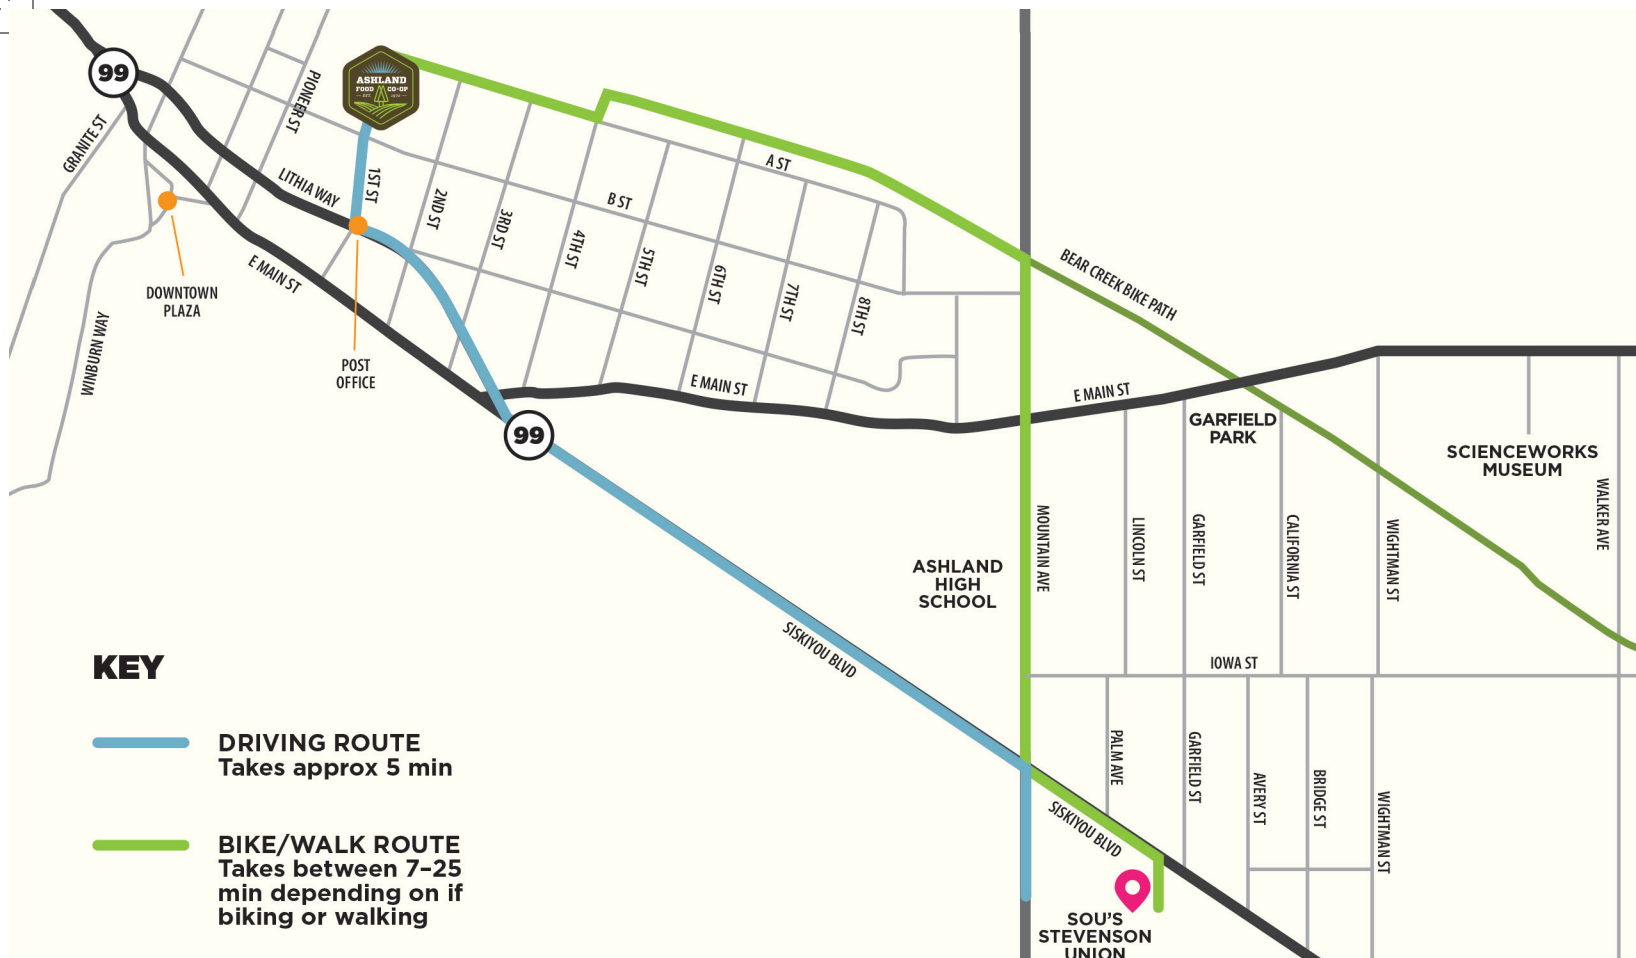 99
GRANITE ST
PIONEER ST
ASHLAND
FOOD CO-OP
LITHIA WAY
1ST ST
2ND ST
3RD ST
4TH ST
5TH ST
6TH ST
7TH ST
8TH ST
A ST
B ST
E MAIN ST
DOWNTOWN
PLAZA
WINBURN WAY
POST
OFFICE
E MAIN ST
99
BEAR CREEK BIKE PATH
E MAIN ST
GARFIELD
PARK
SCIENCEWORKS
MUSEUM
WALKER AVE
MOUNTAIN AVE
LINCOLN ST
GARFIELD ST
CALIFORNIA ST
WIGHTMAN ST
ASHLAND
HIGH
SCHOOL
SISKIYOU BLVD
IOWA ST
PALM AVE
GARFIELD ST
AVERY ST
BRIDGE ST
WIGHTMAN ST
SISKIYOU BLVD
SOU'S
STEVENSON
UNION
KEY
DRIVING ROUTE
Takes approx 5 min
BIKE/WALK ROUTE
Takes between 7–25
min depending on if
biking or walking